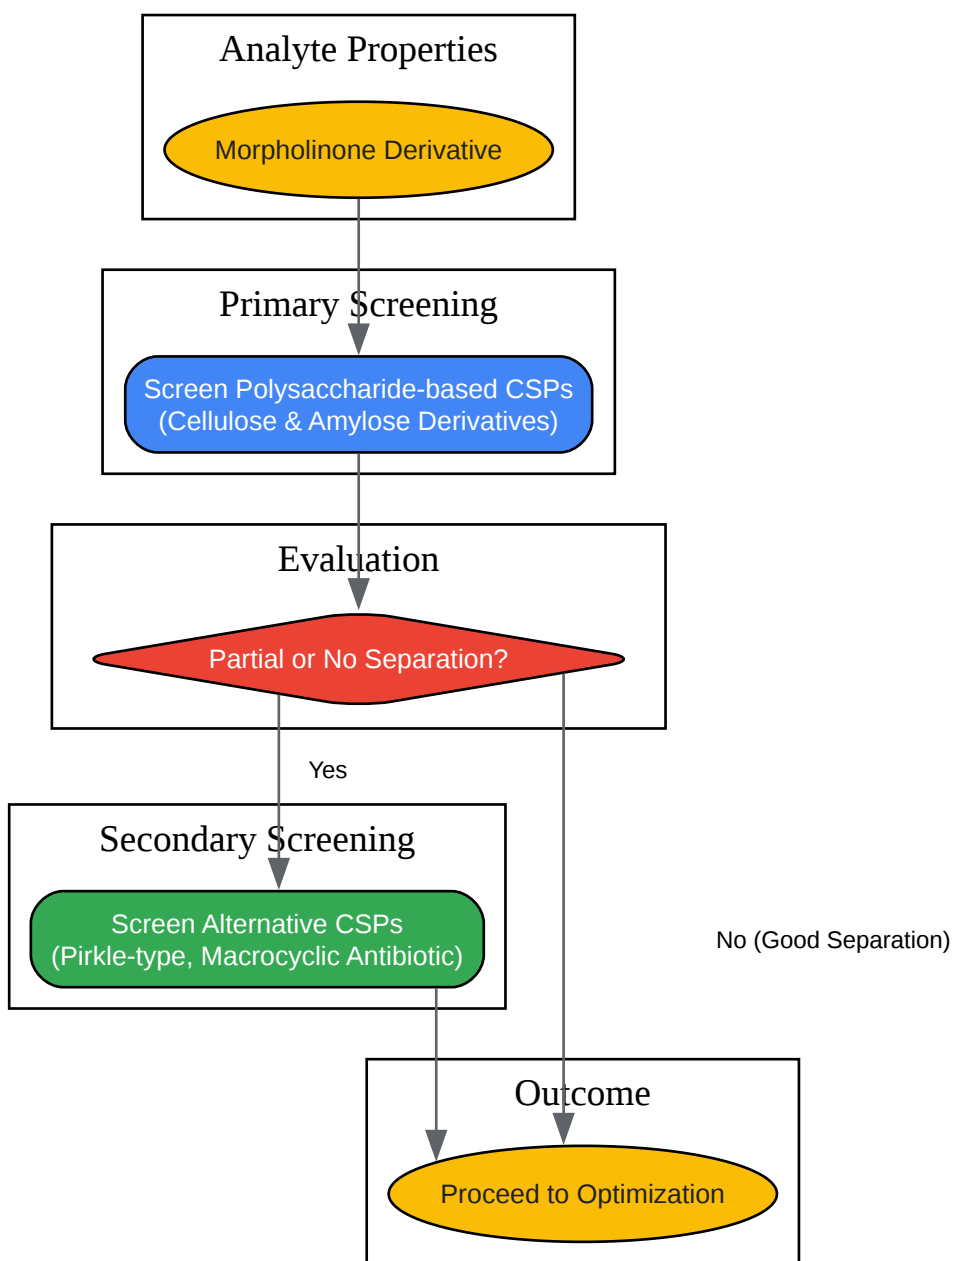 Analyte Properties
Morpholinone Derivative
Primary Screening
Screen Polysaccharide-based CSPs
(Cellulose & Amylose Derivatives)
Evaluation
Partial or No Separation?
Yes
Secondary Screening
Screen Alternative CSPs
(Pirkle-type, Macrocyclic Antibiotic)
No (Good Separation)
Outcome
Proceed to Optimization